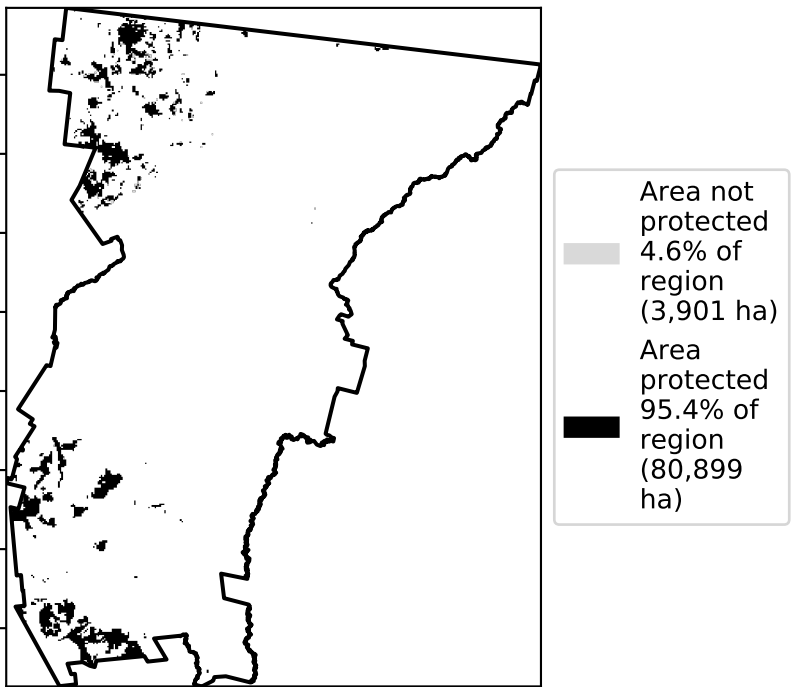 Area not
protected
4.6% of
region
(3,901 ha)
Area
protected
95.4% of
region
(80,899
ha)